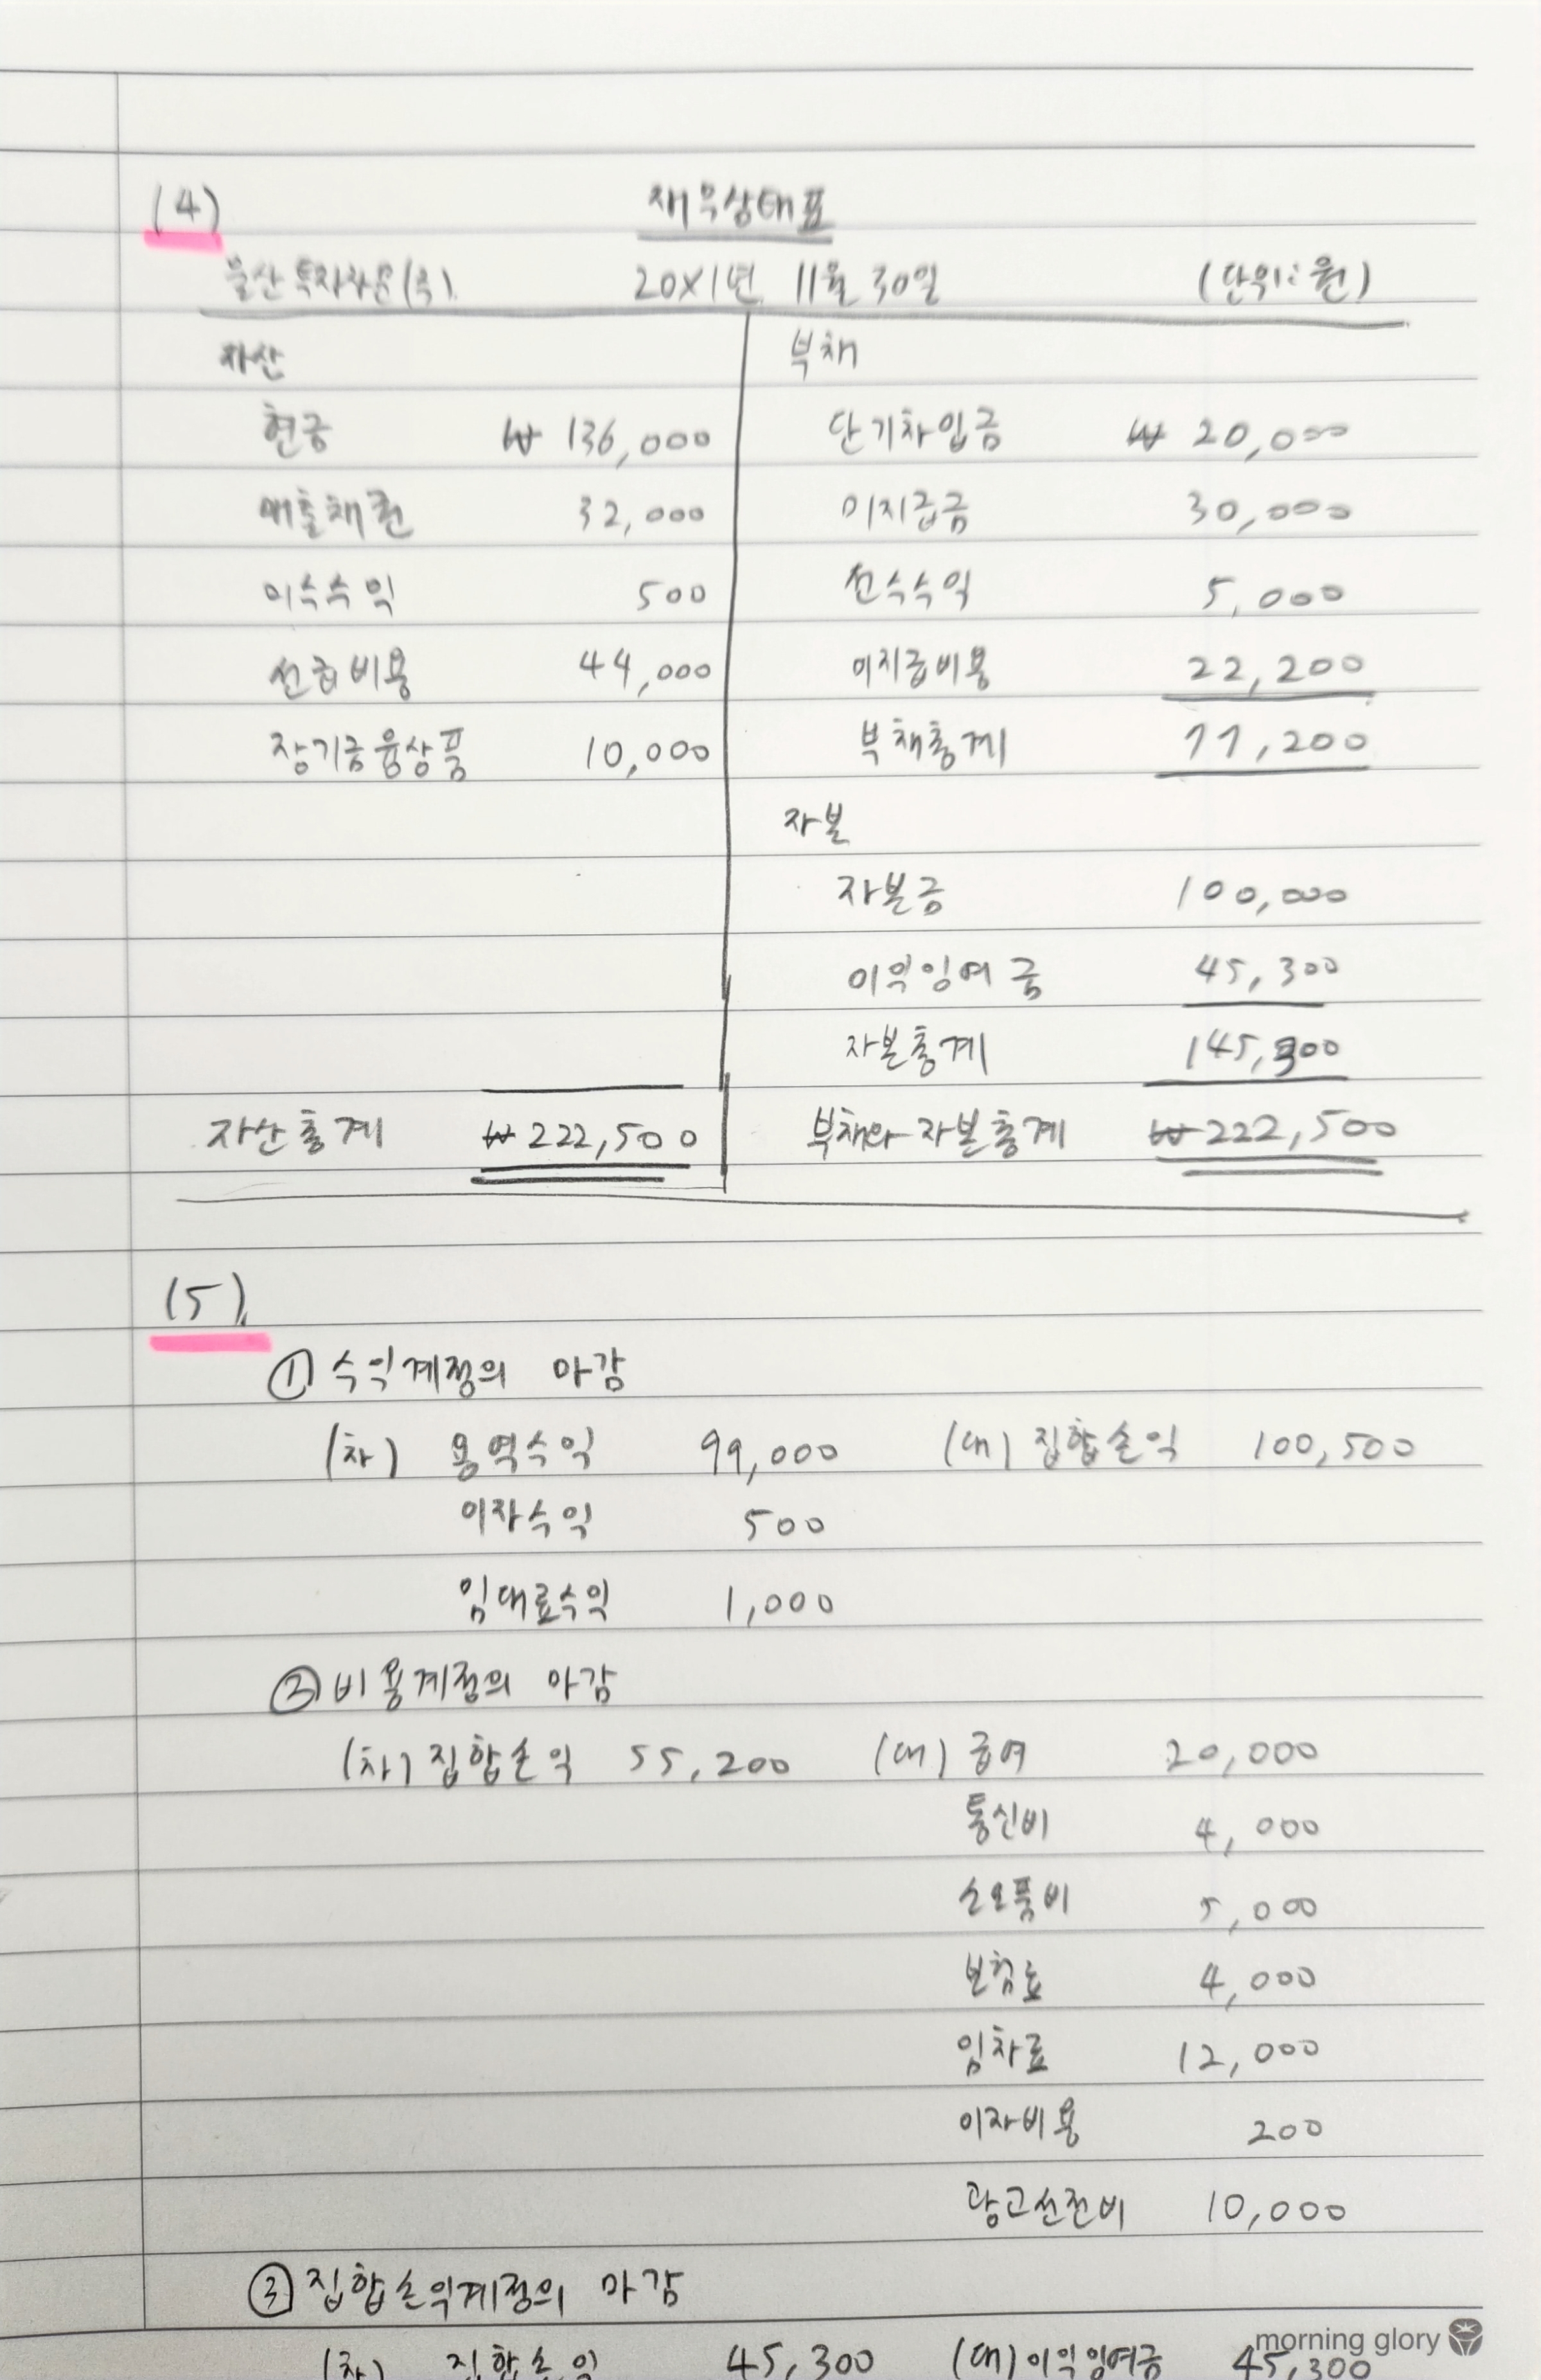 (4) 재무상태표
울산투자자문(주). 20X1년 11월 30일 (단위: 원)
자산 부채
현금 ₩ 136,000 단기차입금 ₩ 20,000
매출채권 32,000 미지급금 30,000
미수수익 500 선수수익 5,000
선급비용 44,000 미지급비용 22,200
장기금융상품 10,000 부채총계 77,200
자본
자본금 100,000
이익잉여금 45,300
자본총계 145,300
자산총계 ₩ 222,500 부채와 자본총계 ₩ 222,500
(5).
① 수익계정의 마감
(차) 용역수익 99,000 (대) 집합손익 100,500
이자수익 500
임대료수익 1,000
② 비용계정의 마감
(차) 집합손익 55,200 (대) 급여 20,000
통신비 4,000
소모품비 5,000
보험료 4,000
임차료 12,000
이자비용 200
광고선전비 10,000
③ 집합손익계정의 마감
(차) 집합손익 45,300 (대) 이익잉여금 45,300
morning glory